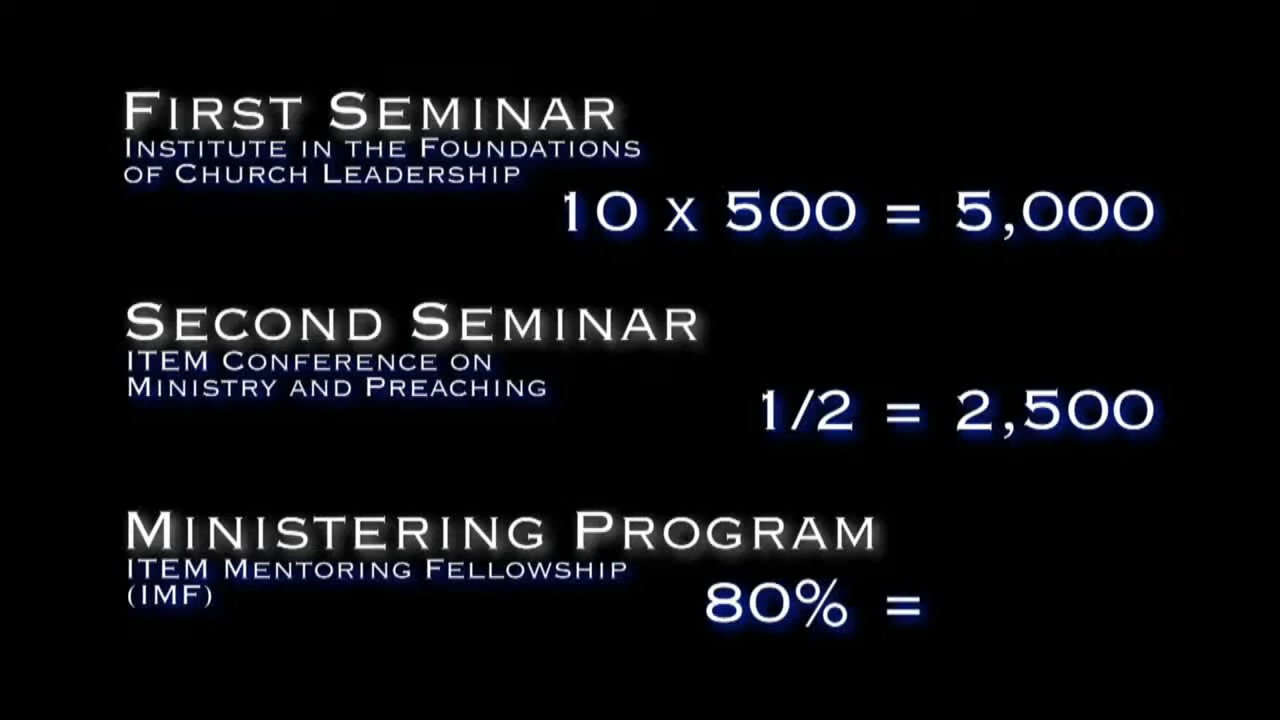 First Seminar
Institute in the Foundations
of Church Leadership
10 x 500 = 5,000
Second Seminar
ITEM Conference on
Ministry and Preaching
1/2 = 2,500
Ministering Program
ITEM Mentoring Fellowship
(IMF)
80% =